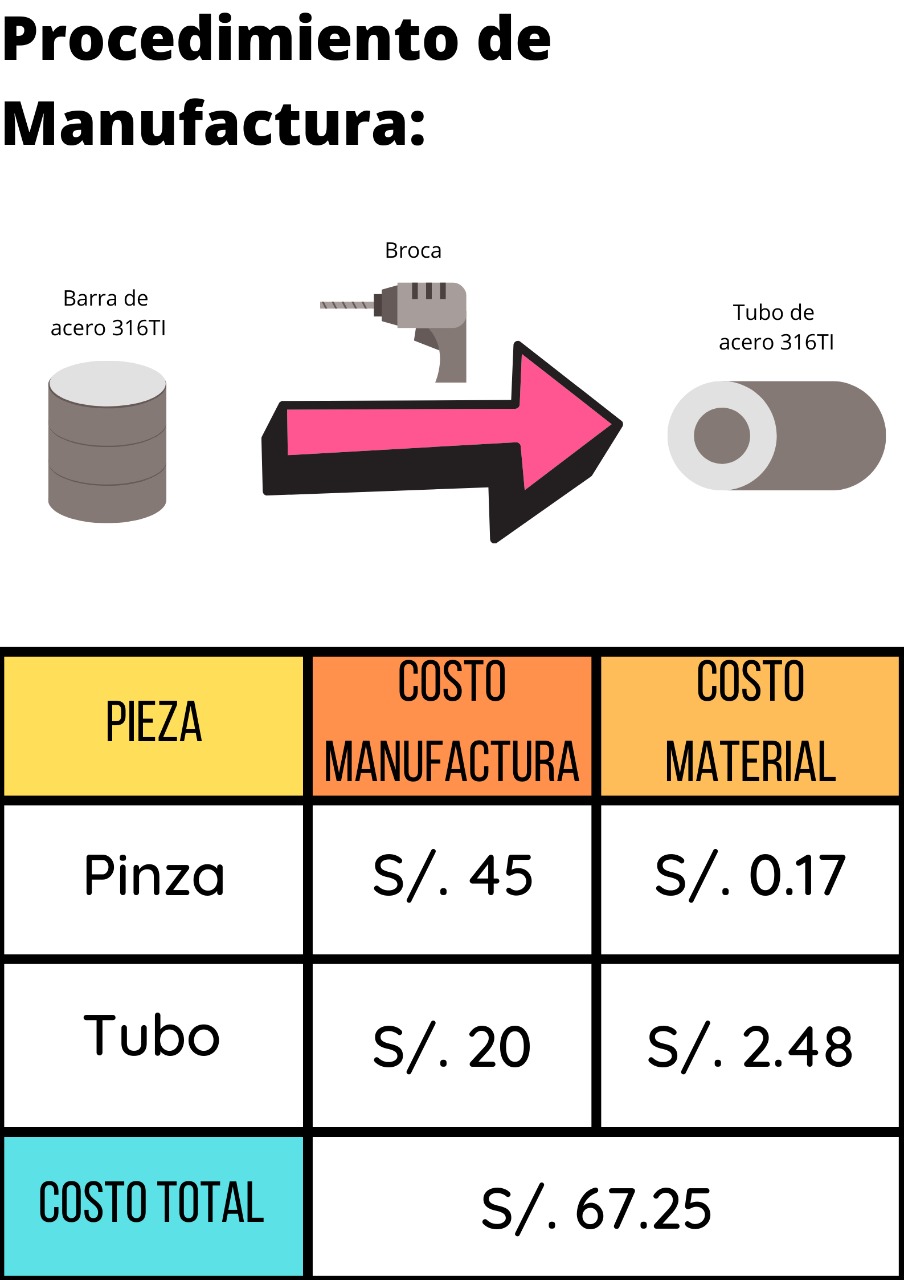 Procedimiento de
Manufactura:
Broca
Barra de
acero 316TI
Tubo de
acero 316TI
PIEZA
COSTO
MANUFACTURA
COSTO
MATERIAL
Pinza
S/. 45
S/. 0.17
Tubo
S/. 20
S/. 2.48
COSTO TOTAL
S/. 67.25